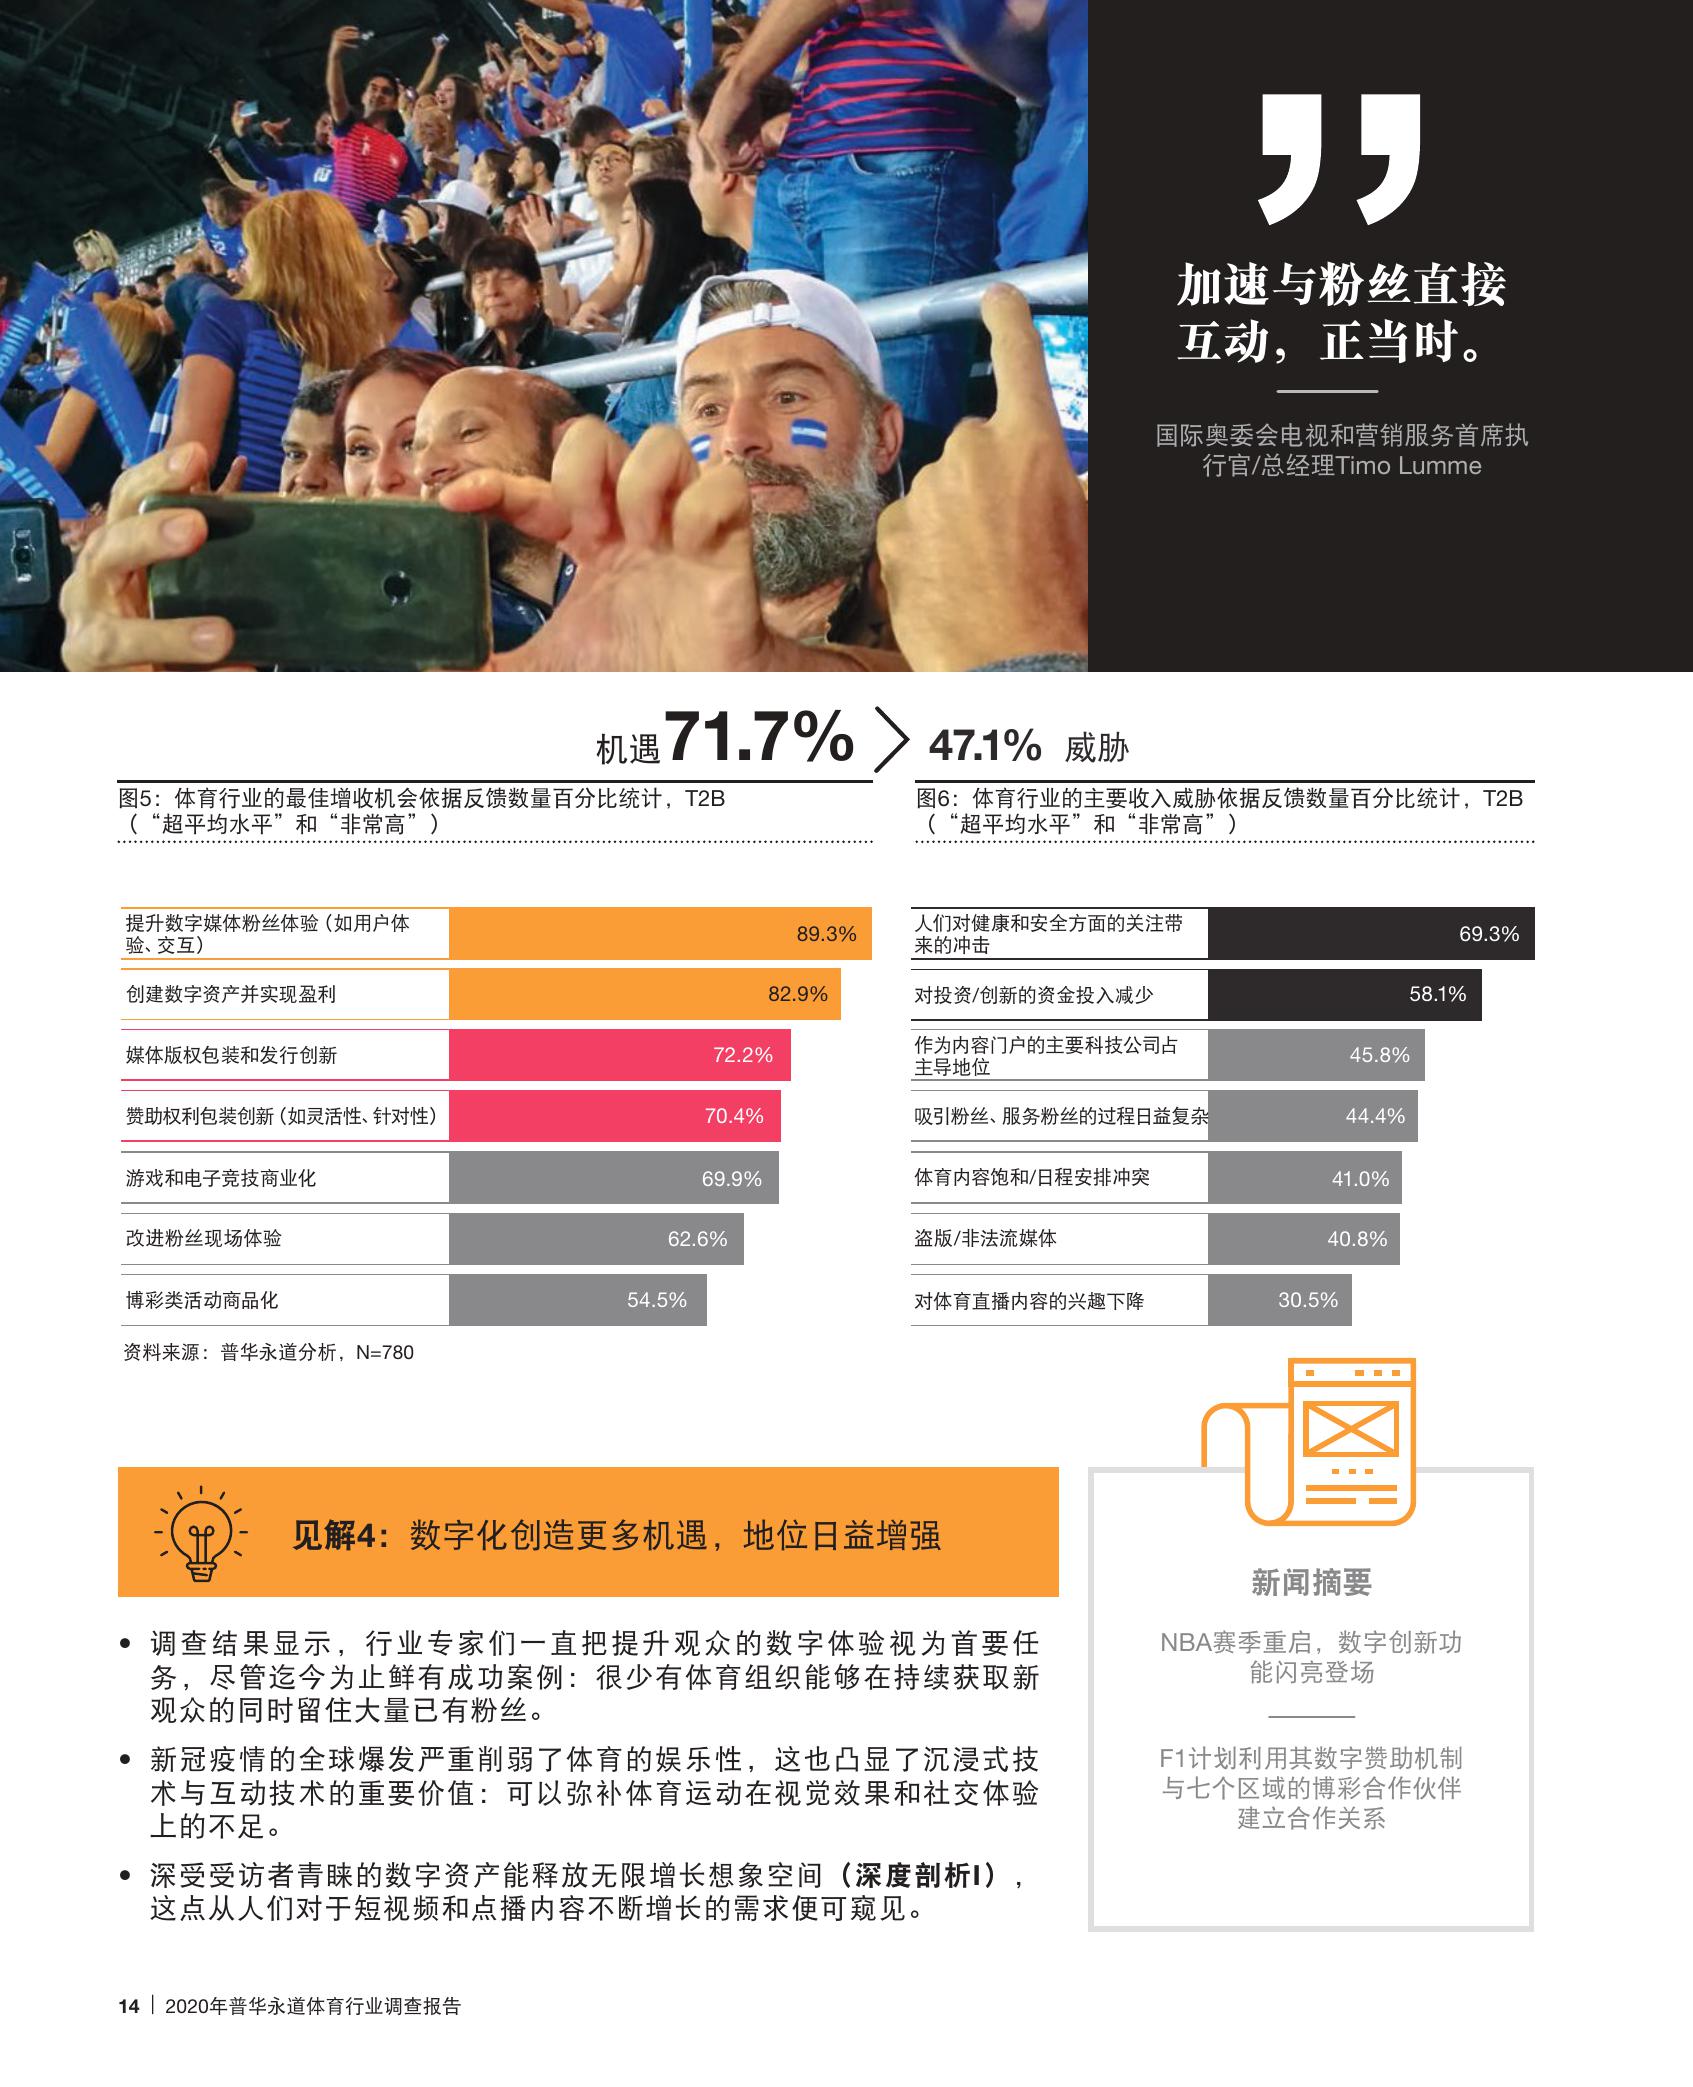 ”
加速与粉丝直接
互动，正当时。
国际奥委会电视和营销服务首席执
行官/总经理Timo Lumme
机遇71.7% > 47.1% 威胁
图5：体育行业的最佳增收机会依据反馈数量百分比统计，T2B
（“超平均水平”和“非常高”）
提升数字媒体粉丝体验（如用户体
验、交互）
89.3%
创建数字资产并实现盈利 82.9%
媒体版权包装和发行创新 72.2%
赞助权利包装创新（如灵活性、针对性） 70.4%
游戏和电子竞技商业化 69.9%
改进粉丝现场体验 62.6%
博彩类活动商品化 54.5%
资料来源：普华永道分析，N=780
图6：体育行业的主要收入威胁依据反馈数量百分比统计，T2B
（“超平均水平”和“非常高”）
人们对健康和安全方面的关注带
来的冲击
69.3%
对投资/创新的资金投入减少 58.1%
作为内容门户的主要科技公司占
主导地位
45.8%
吸引粉丝、服务粉丝的过程日益复杂 44.4%
体育内容饱和/日程安排冲突 41.0%
盗版/非法流媒体 40.8%
对体育直播内容的兴趣下降 30.5%
见解4：数字化创造更多机遇，地位日益增强
• 调查结果显示，行业专家们一直把提升观众的数字体验视为首要任
务，尽管迄今为止鲜有成功案例：很少有体育组织能够在持续获取新
观众的同时留住大量已有粉丝。
• 新冠疫情的全球爆发严重削弱了体育的娱乐性，这也凸显了沉浸式技
术与互动技术的重要价值：可以弥补体育运动在视觉效果和社交体验
上的不足。
• 深受受访者青睐的数字资产能释放无限增长想象空间（深度剖析I），
这点从人们对于短视频和点播内容不断增长的需求便可窥见。
新闻摘要
NBA赛季重启，数字创新功
能闪亮登场
F1计划利用其数字赞助机制
与七个区域的博彩合作伙伴
建立合作关系
14 | 2020年普华永道体育行业调查报告